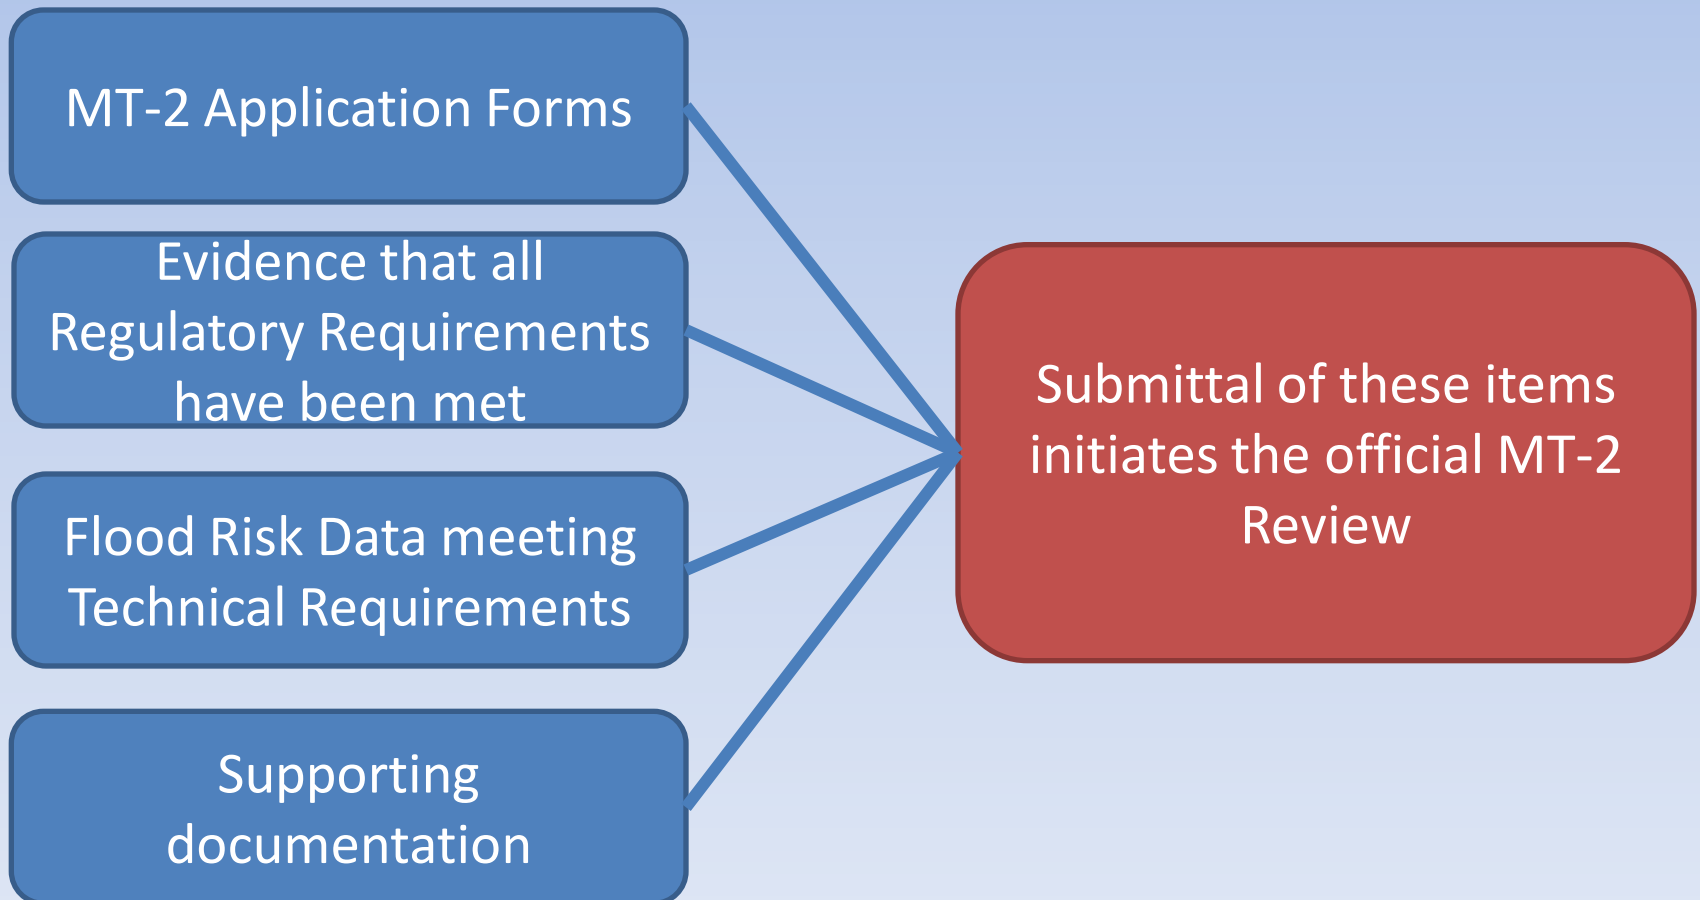 MT-2 Application Forms
Evidence that all
Regulatory Requirements
have been met
Flood Risk Data meeting
Technical Requirements
Supporting
documentation
Submittal of these items
initiates the official MT-2
Review